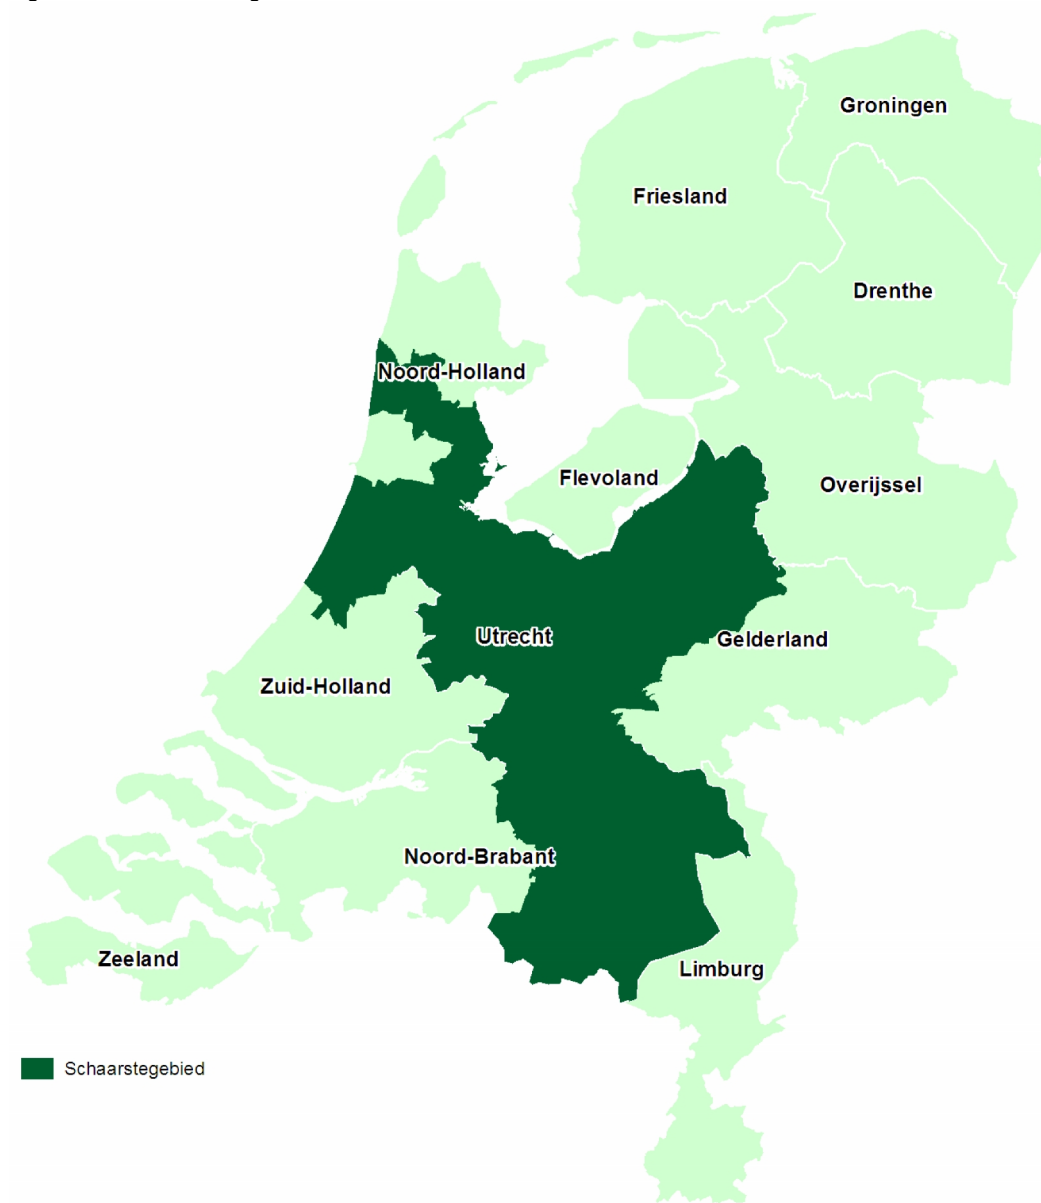 Groningen
Friesland
Drenthe
Noord-Holland
Flevoland
Overijssel
Utrecht
Gelderland
Zuid-Holland
Noord-Brabant
Zeeland
Limburg
Schaarstegebied